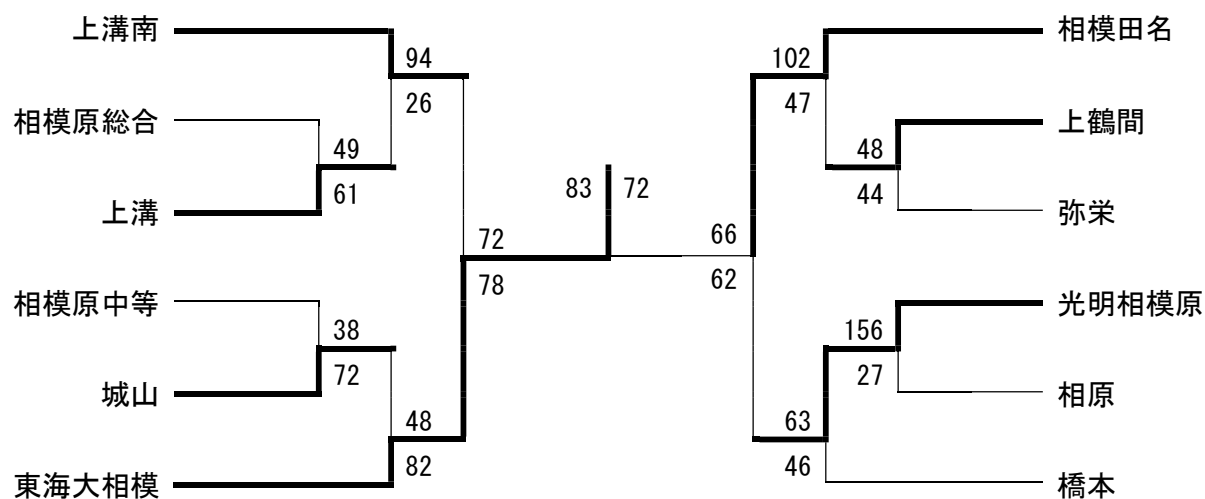 上溝南
相模原総合
上溝
相模原中等
城山
東海大相模
94
26
49
61
72
78
38
72
48
82
83 72
102
47
48
44
66
62
156
27
63
46
相模田名
上鶴間
弥栄
光明相模原
相原
橋本